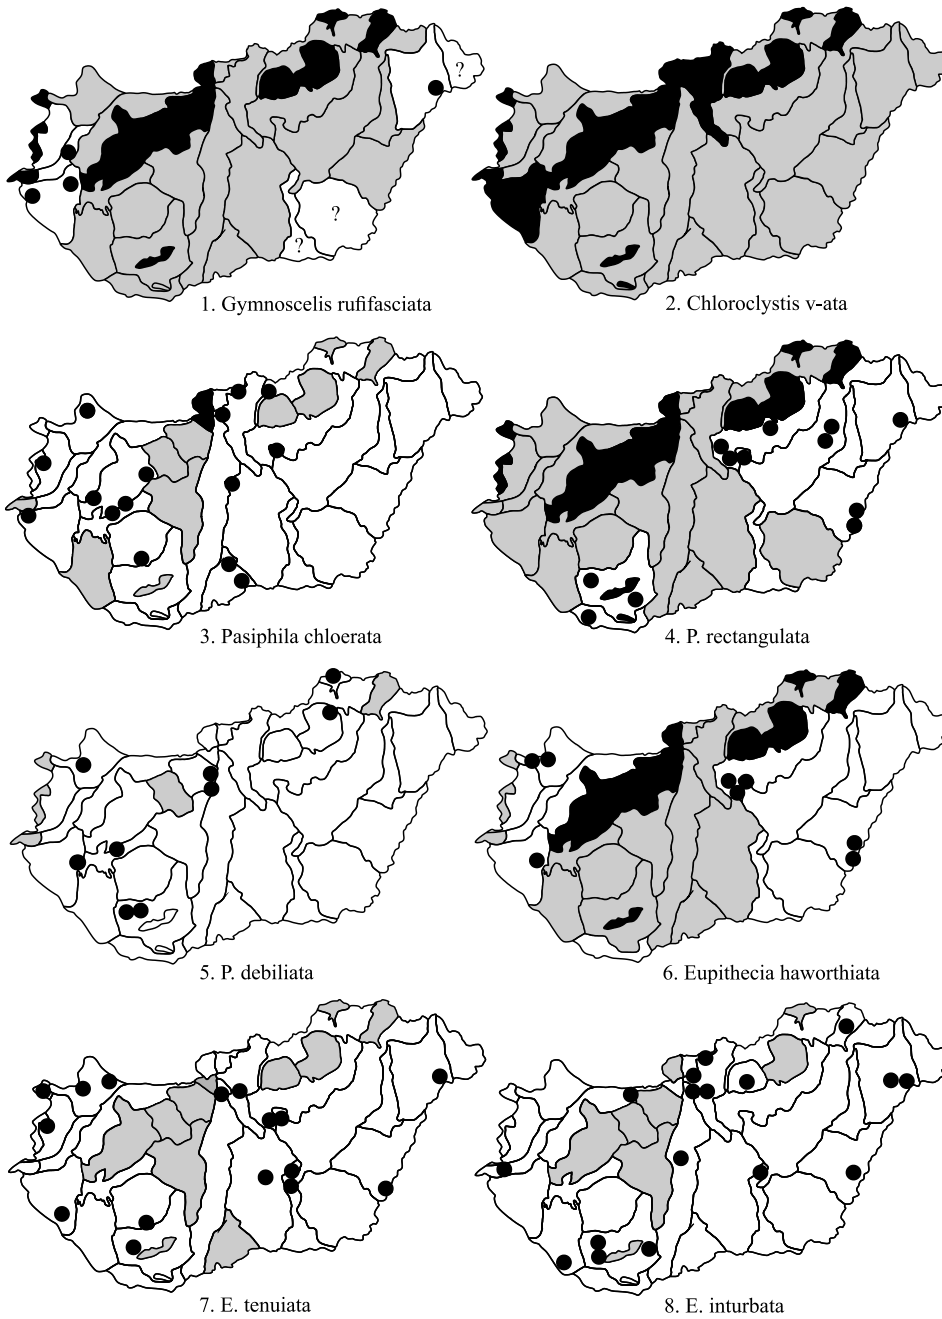 ?
?
?
1. Gymnoscelis rufifasciata
2. Chloroclystis v-ata
3. Pasiphila chloerata
4. P. rectangulata
5. P. debiliata
6. Eupithecia haworthiata
7. E. tenuiata
8. E. inturbata